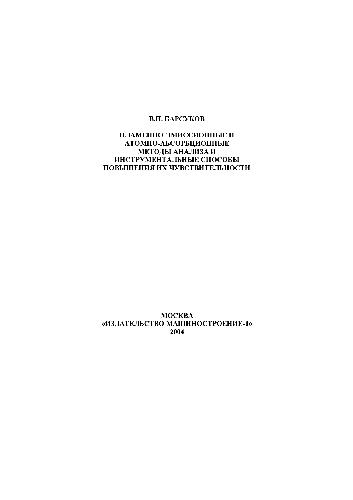 В.И. БАРСУКОВ
ПЛАМЕННО-ЭМИССИОННЫЕ И
АТОМНО-АБСОРБЦИОННЫЕ
МЕТОДЫ АНАЛИЗА И
ИНСТРУМЕНТАЛЬНЫЕ СПОСОБЫ
ПОВЫШЕНИЯ ИХ ЧУВСТВИТЕЛЬНОСТИ
МОСКВА
«ИЗДАТЕЛЬСТВО МАШИНОСТРОЕНИЕ-1»
2004